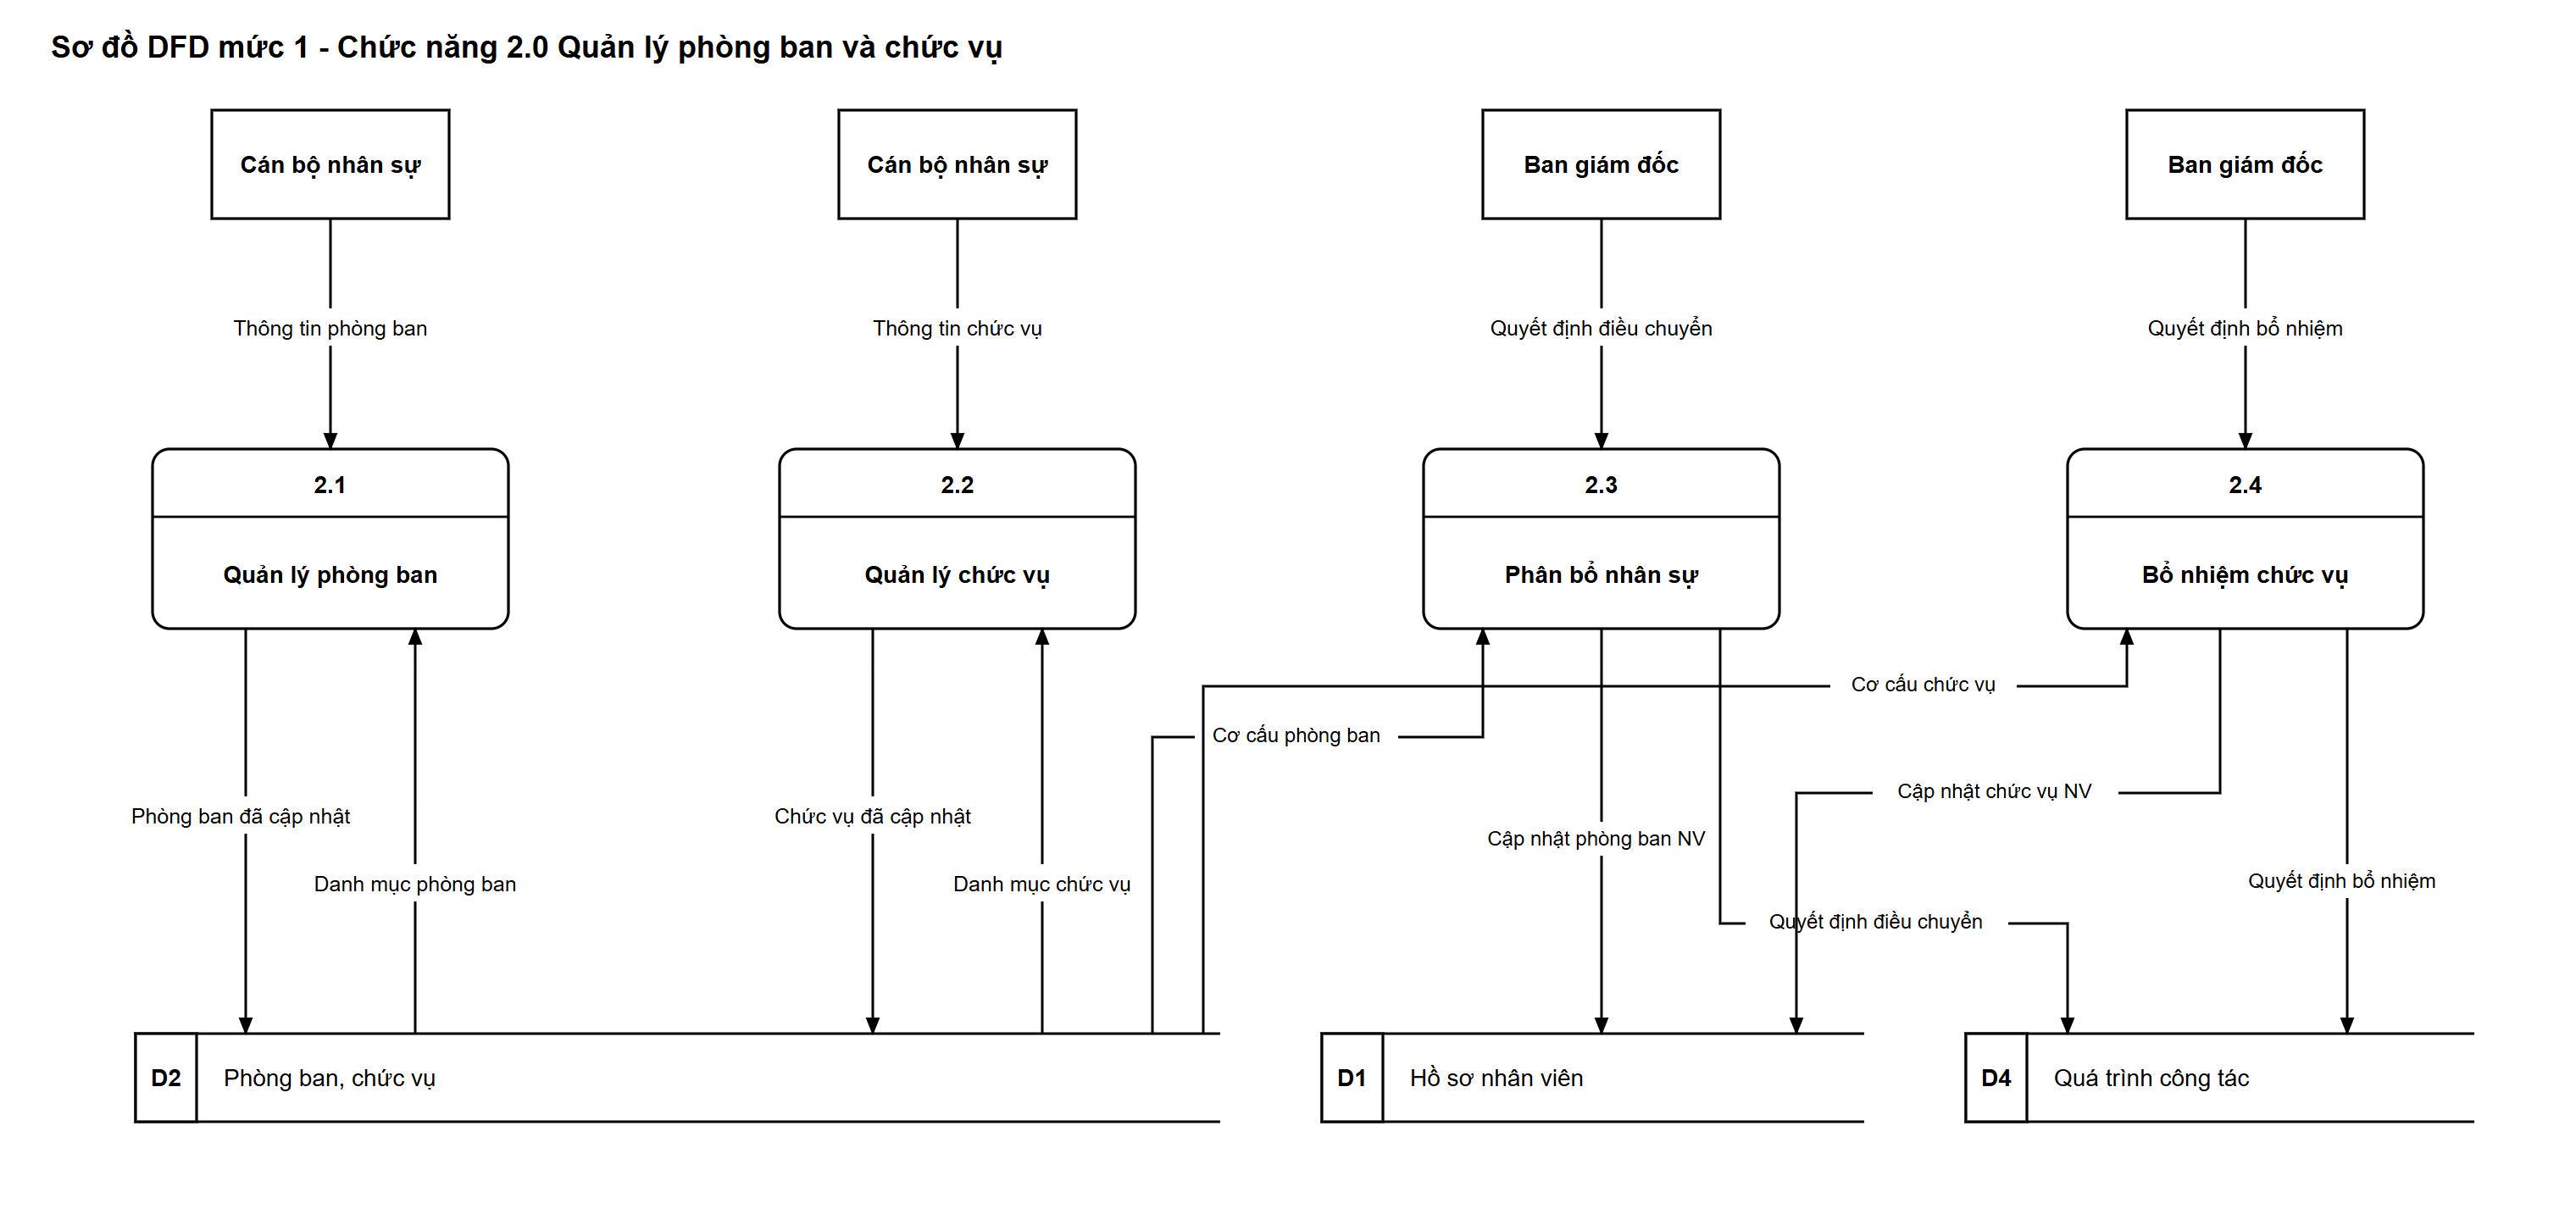 Sơ đồ DFD mức 1 - Chức năng 2.0 Quản lý phòng ban và chức vụ
Cán bộ nhân sự
Cán bộ nhân sự
Ban giám đốc
Ban giám đốc
Thông tin phòng ban
Thông tin chức vụ
Quyết định điều chuyển
Quyết định bổ nhiệm
2.1
2.2
2.3
2.4
Quản lý phòng ban
Quản lý chức vụ
Phân bổ nhân sự
Bổ nhiệm chức vụ
Cơ cấu chức vụ
Cơ cấu phòng ban
Cập nhật chức vụ NV
Phòng ban đã cập nhật
Chức vụ đã cập nhật
Cập nhật phòng ban NV
Danh mục phòng ban
Danh mục chức vụ
Quyết định bổ nhiệm
Quyết định điều chuyển
D2
Phòng ban, chức vụ
D1
Hồ sơ nhân viên
D4
Quá trình công tác